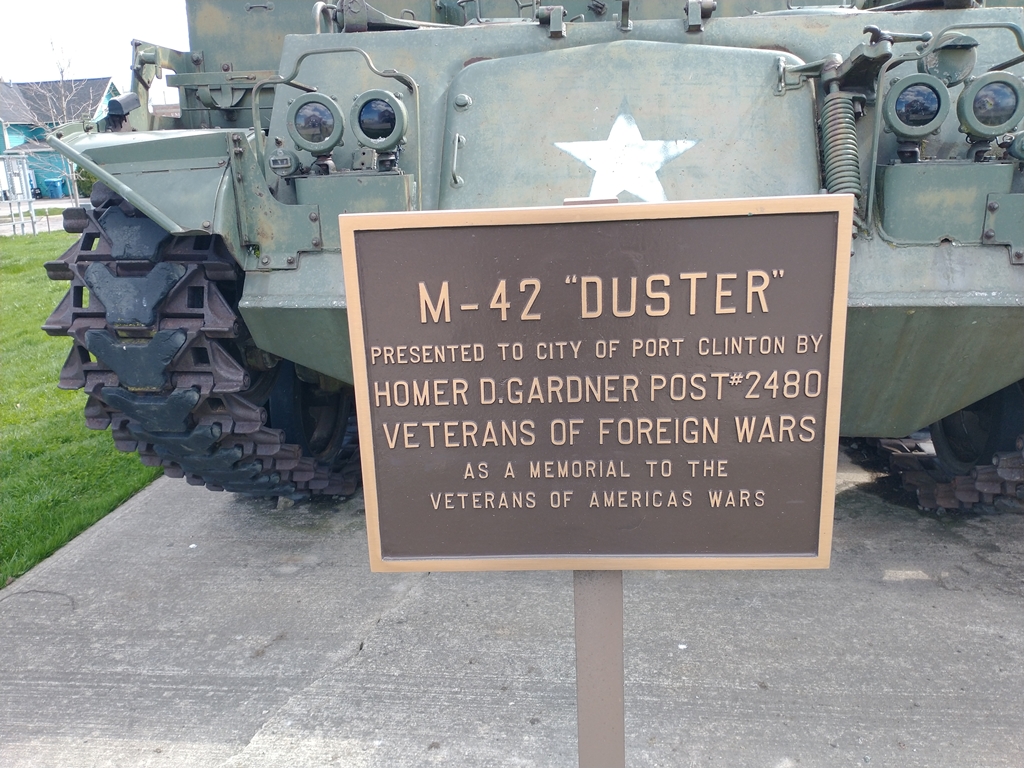 M-42 "DUSTER"
PRESENTED TO CITY OF PORT CLINTON BY
HOMER D. GARDNER POST #2480
VETERANS OF FOREIGN WARS
AS A MEMORIAL TO THE
VETERANS OF AMERICAS WARS